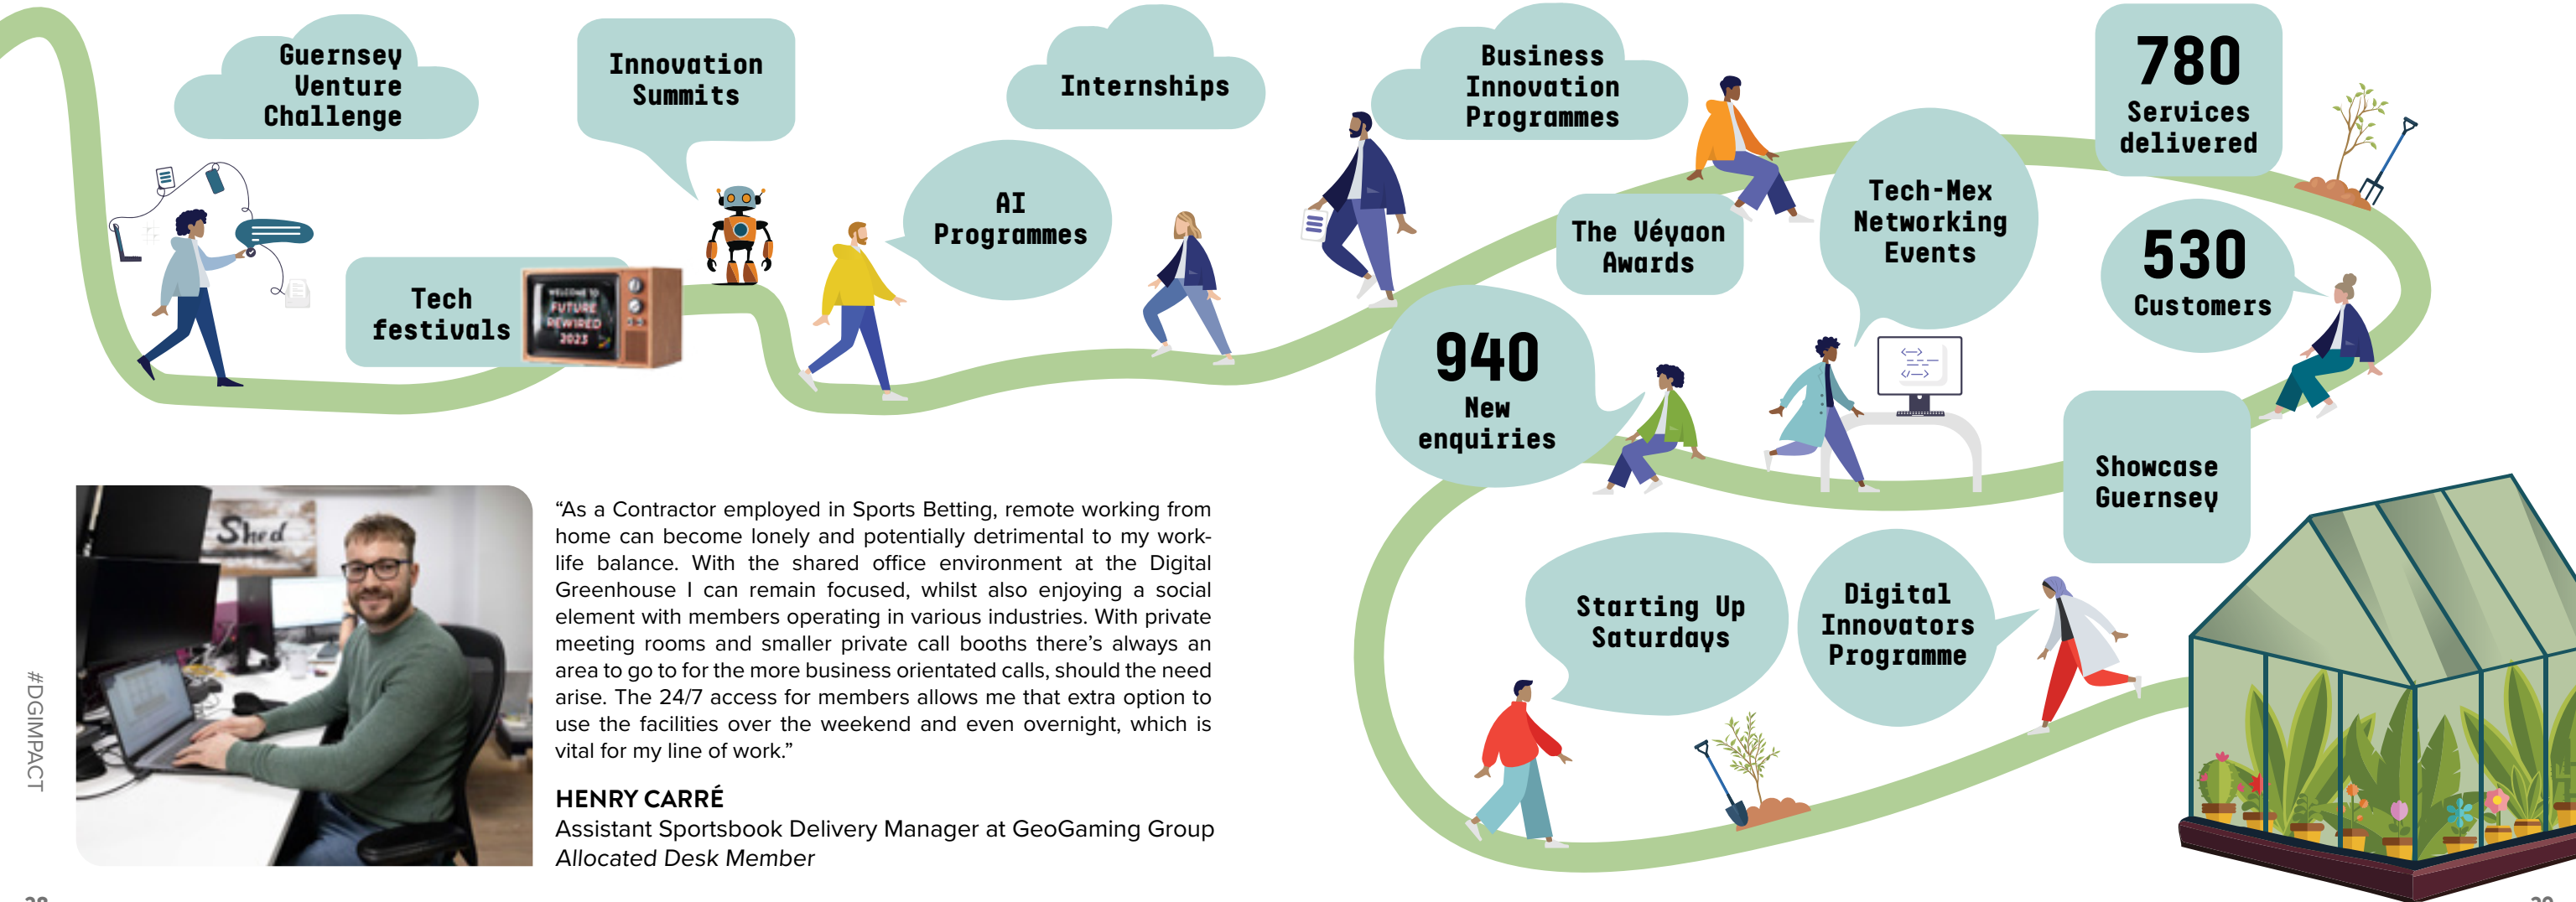 Guernsey
Venture
Challenge
Innovation
Summits
Tech
festivals
WELCOME TO
FUTURE
REWIRED
2023
AI
Programmes
Internships
Business
Innovation
Programmes
The Véyaon
Awards
Tech-Mex
Networking
Events
780
Services
delivered
530
Customers
940
New
enquiries
Showcase
Guernsey
Starting Up
Saturdays
Digital
Innovators
Programme
Shed
“As a Contractor employed in Sports Betting, remote working from
home can become lonely and potentially detrimental to my work-
life balance. With the shared office environment at the Digital
Greenhouse I can remain focused, whilst also enjoying a social
element with members operating in various industries. With private
meeting rooms and smaller private call booths there’s always an
area to go to for the more business orientated calls, should the need
arise. The 24/7 access for members allows me that extra option to
use the facilities over the weekend and even overnight, which is
vital for my line of work.”
HENRY CARRÉ
Assistant Sportsbook Delivery Manager at GeoGaming Group
Allocated Desk Member
#DGIMPACT